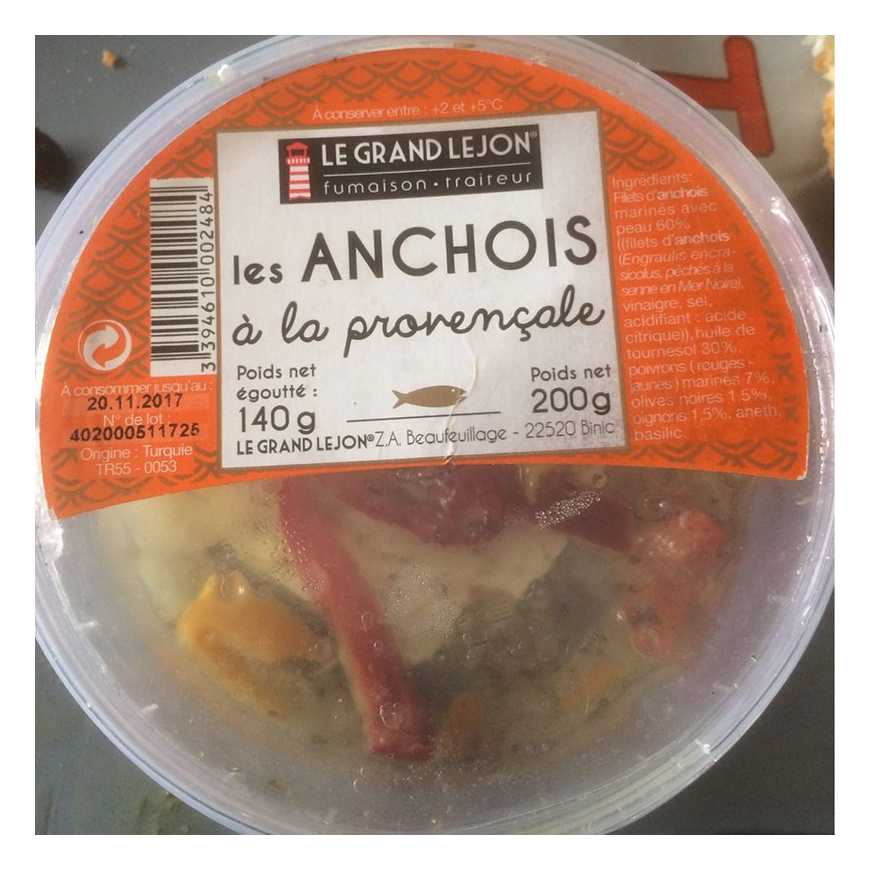 A conserver entre : +2 et +5°C
LE GRAND LEJON®
fumaison • traiteur
les ANCHOIS
à la provençale
Poids net
égoutté :
140 g
Poids net
200g
LE GRAND LEJON® Z.A. Beaufeuillage - 22520 Binic
3 394610 002484
A consommer jusqu'au :
20.11.2017
N° de lot :
402000511725
Origine : Turquie
TR55 - 0053
Ingrédients:
Filets d'anchois
marinés avec
peau 60%
((filets d'anchois
(Engraulis encra-
sicolus, pêchés à la
senne en Mer Noire),
vinaigre, sel,
acidifiant : acide
citrique)), huile de
tournesol 30%,
poivrons (rouges -
jaunes) marinés 7%,
olives noires 1,5%,
oignons 1,5%, aneth,
basilic.